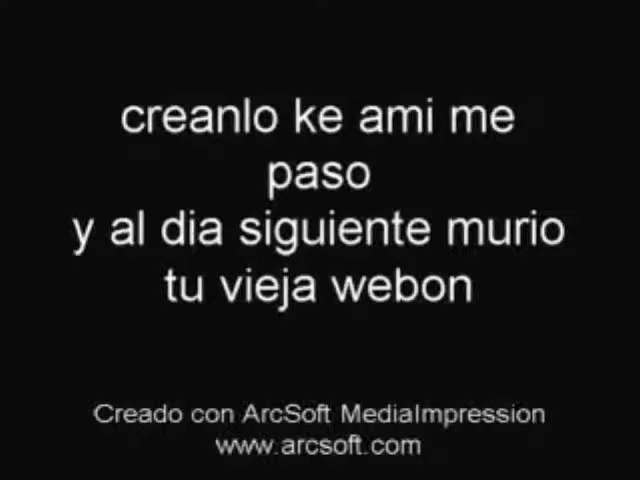 creanlo ke ami me
paso
y al dia siguiente murio
tu vieja webon
Creado con ArcSoft MediaImpression
www.arcsoft.com